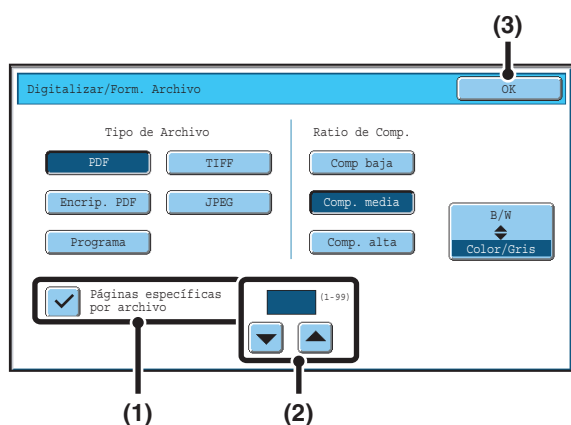 (3)
Digitalizar/Form. Archivo
OK
Tipo de Archivo
Ratio de Comp.
PDF
TIFF
Comp baja
Encrip. PDF
JPEG
Comp. media
B/W
Color/Gris
Programa
Comp. alta
Páginas específicas
por archivo
(1-99)
(1)
(2)